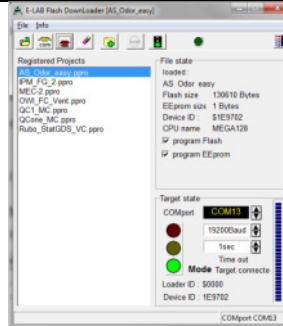 E-LAB Flash DownLoader [AS_Odor_easy]
File Info
Registered Projects
AS_Odor_easy.ppro
IPM_FG_2.ppro
MEC-2.ppro
OWI_FC_Vent.ppro
QC1_MC.ppro
QCone_MC.ppro
Rubo_StatGDS_VC.ppro
File state
loaded:
AS Odor easy
Flash size 130610 Bytes
EEprom size 1 Bytes
Device ID : $1E9702
CPU name MEGA128
program Flash
program EEprom
Target state
COMport COM13
19200Baud
1sec
Time out
Mode Target connecte
Loader ID : $0000
Device ID : 1E9702
COMport COM13